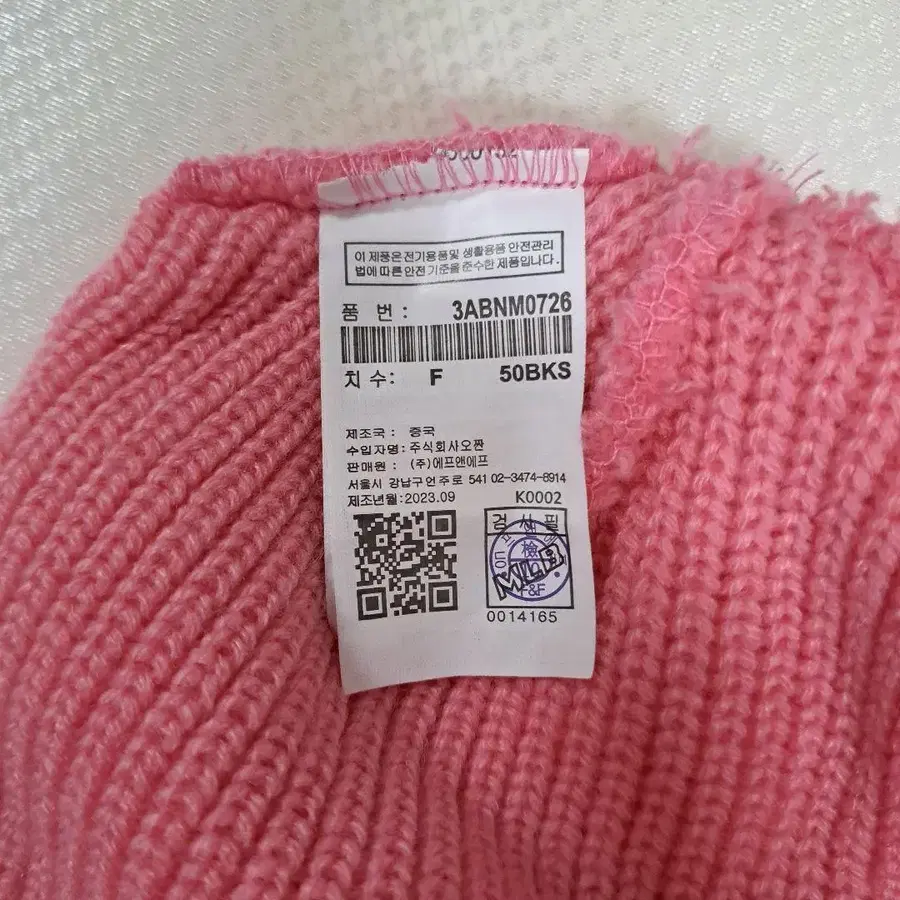 이 제품은 전기용품및 생활용품 안전관리
법에 따른 안전 기준을 준수한 제품입니다.
품 번 : 3ABNM0726
치 수: F 50BKS
제조국 : 중국
수입자명: 주식회사오짠
판매원 : (주)에프앤에프
서울시 강남구 언주로 541 02-3474-8914
제조년월: 2023.09 K0002
검 사 필
檢
MLB
F&F
0014165